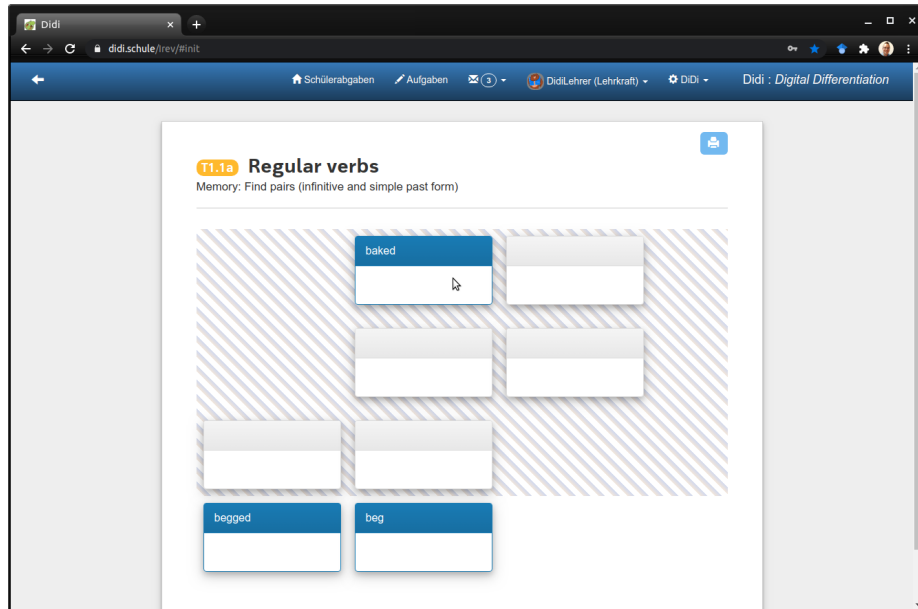 Didi
didi.schule/Irev/#init
Schülerabgaben Aufgaben 3 DidiLehrer (Lehrkraft) DiDi Didi : Digital Differentiation
T1.1a Regular verbs
Memory: Find pairs (infinitive and simple past form)
baked
begged beg